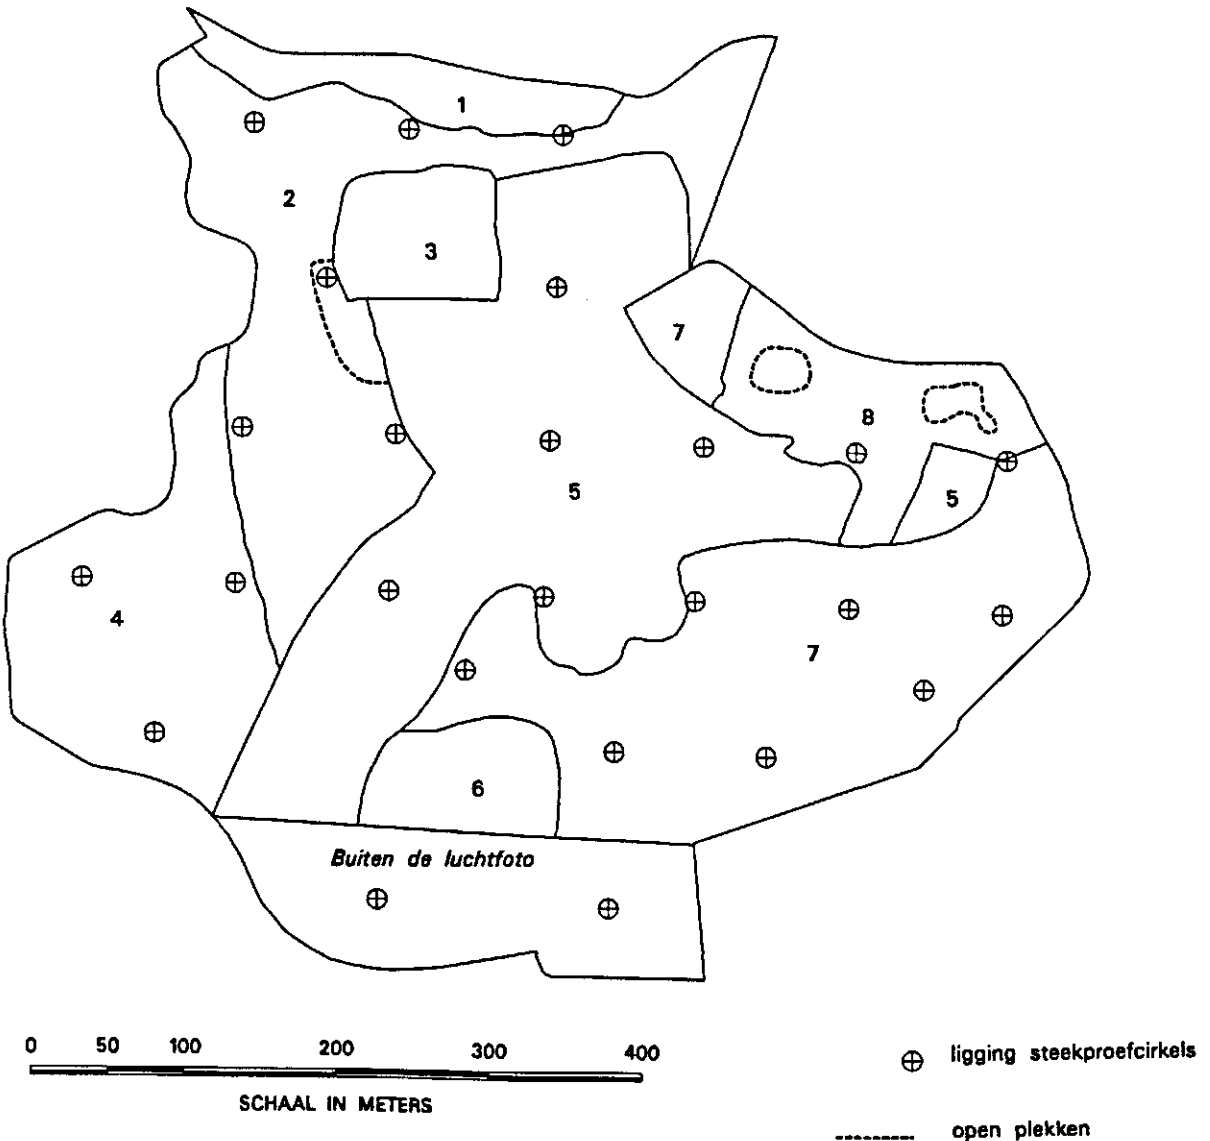 1
2
3
7
8
5
5
4
7
6
Buiten de luchtfoto
0 50 100 200 300 400
SCHAAL IN METERS
ligging steekproefcirkels
open plekken